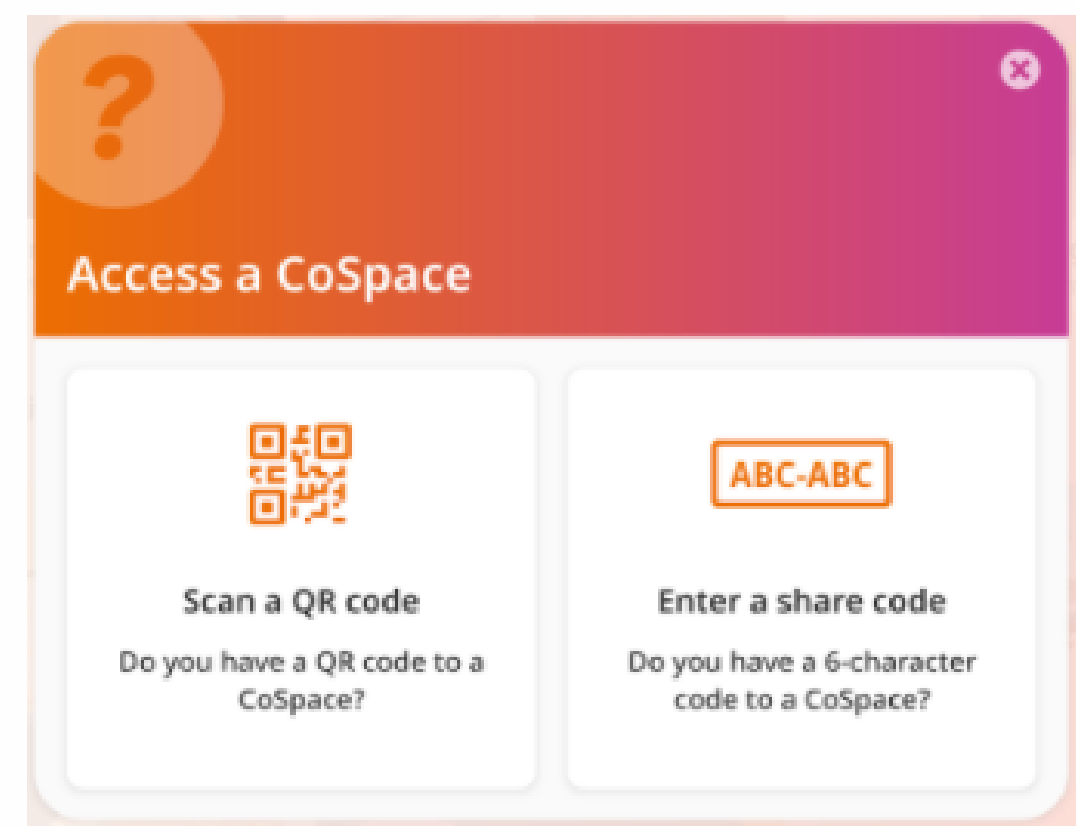 ?
Access a CoSpace
ABC-ABC
Scan a QR code
Do you have a QR code to a
CoSpace?
Enter a share code
Do you have a 6-character
code to a CoSpace?